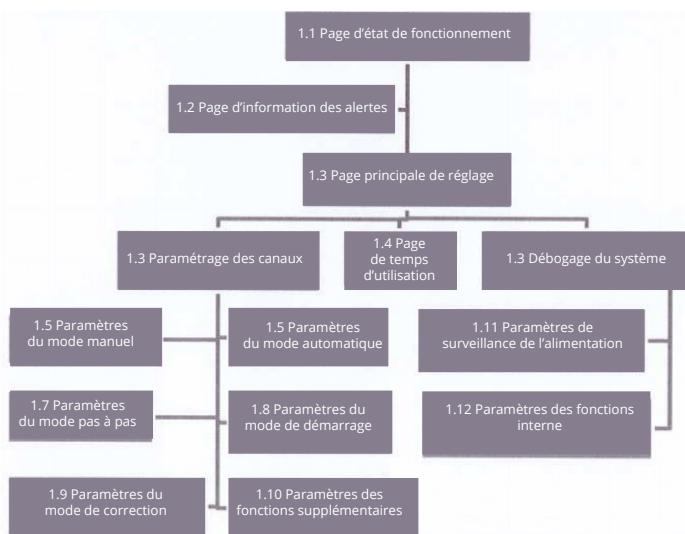 1.1 Page d’état de fonctionnement
1.2 Page d’information des alertes
1.3 Page principale de réglage
1.3 Paramétrage des canaux
1.4 Page
de temps
d’utilisation
1.3 Débogage du système
1.5 Paramètres
du mode manuel
1.5 Paramètres
du mode automatique
1.11 Paramètres de
surveillance de l’alimentation
1.7 Paramètres
du mode pas à pas
1.8 Paramètres du
mode de démarrage
1.12 Paramètres des fonctions
interne
1.9 Paramètres du
mode de correction
1.10 Paramètres des
fonctions supplémentaires